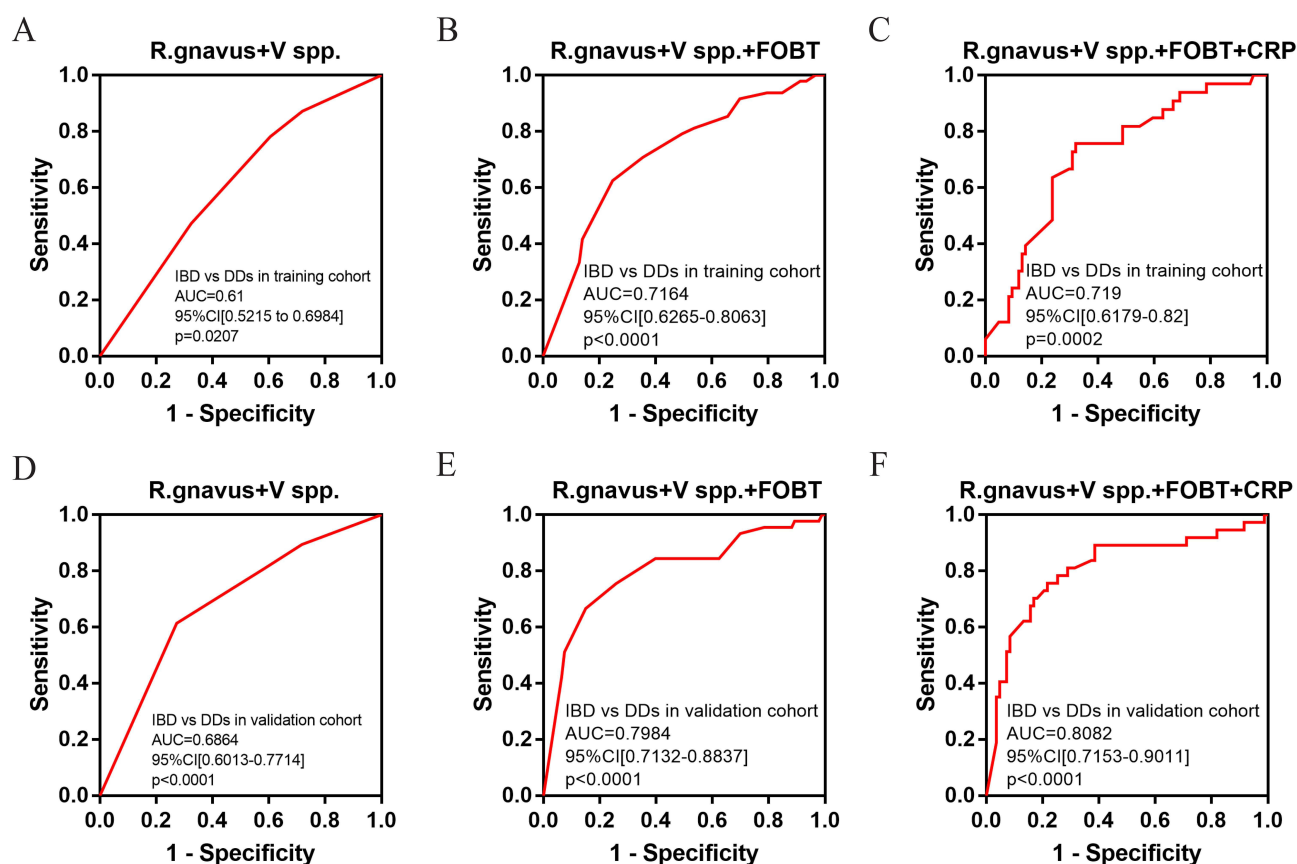 A
R.gnavus+V spp.
1.0
0.8
0.6
0.4
0.2
0.0
Sensitivity
IBD vs DDs in training cohort
AUC=0.61
95%CI[0.5215 to 0.6984]
p=0.0207
0.0 0.2 0.4 0.6 0.8 1.0
1 - Specificity
B
R.gnavus+V spp.+FOBT
1.0
0.8
0.6
0.4
0.2
0.0
Sensitivity
IBD vs DDs in training cohort
AUC=0.7164
95%CI[0.6265-0.8063]
p<0.0001
0.0 0.2 0.4 0.6 0.8 1.0
1 - Specificity
C
R.gnavus+V spp.+FOBT+CRP
1.0
0.8
0.6
0.4
0.2
0.0
Sensitivity
IBD vs DDs in training cohort
AUC=0.719
95%CI[0.6179-0.82]
p=0.0002
0.0 0.2 0.4 0.6 0.8 1.0
1 - Specificity
D
R.gnavus+V spp.
1.0
0.8
0.6
0.4
0.2
0.0
Sensitivity
IBD vs DDs in validation cohort
AUC=0.6864
95%CI[0.6013-0.7714]
p<0.0001
0.0 0.2 0.4 0.6 0.8 1.0
1 - Specificity
E
R.gnavus+V spp.+FOBT
1.0
0.8
0.6
0.4
0.2
0.0
Sensitivity
IBD vs DDs in validation cohort
AUC=0.7984
95%CI[0.7132-0.8837]
p<0.0001
0.0 0.2 0.4 0.6 0.8 1.0
1 - Specificity
F
R.gnavus+V spp.+FOBT+CRP
1.0
0.8
0.6
0.4
0.2
0.0
Sensitivity
IBD vs DDs in validation cohort
AUC=0.8082
95%CI[0.7153-0.9011]
p<0.0001
0.0 0.2 0.4 0.6 0.8 1.0
1 - Specificity